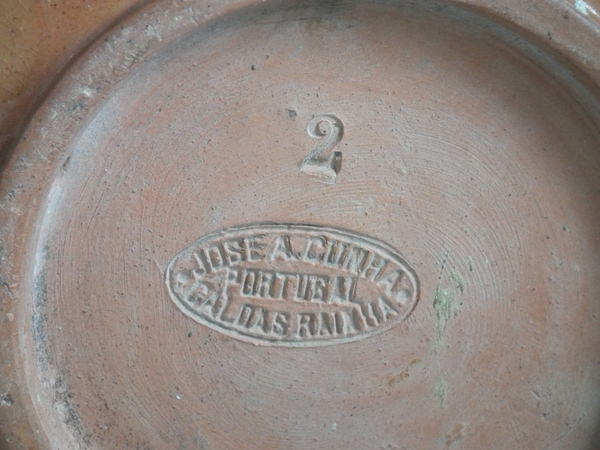 2
JOSE A. CUNHA
PORTUGAL
CALDAS RAINHA